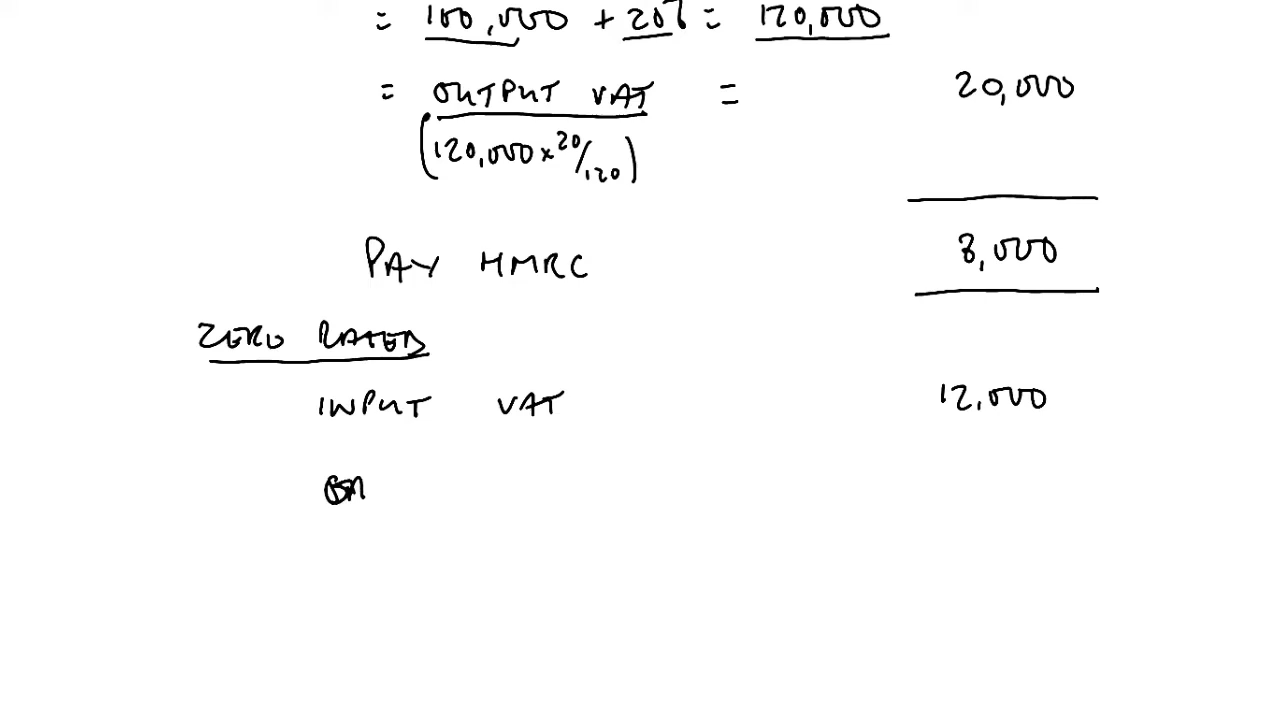 = 100,000 + 20% = 120,000
= OUTPUT VAT = 20,000
(120,000 x 20/120)
PAY HMRC 8,000
ZERO RATED
INPUT VAT 12,000